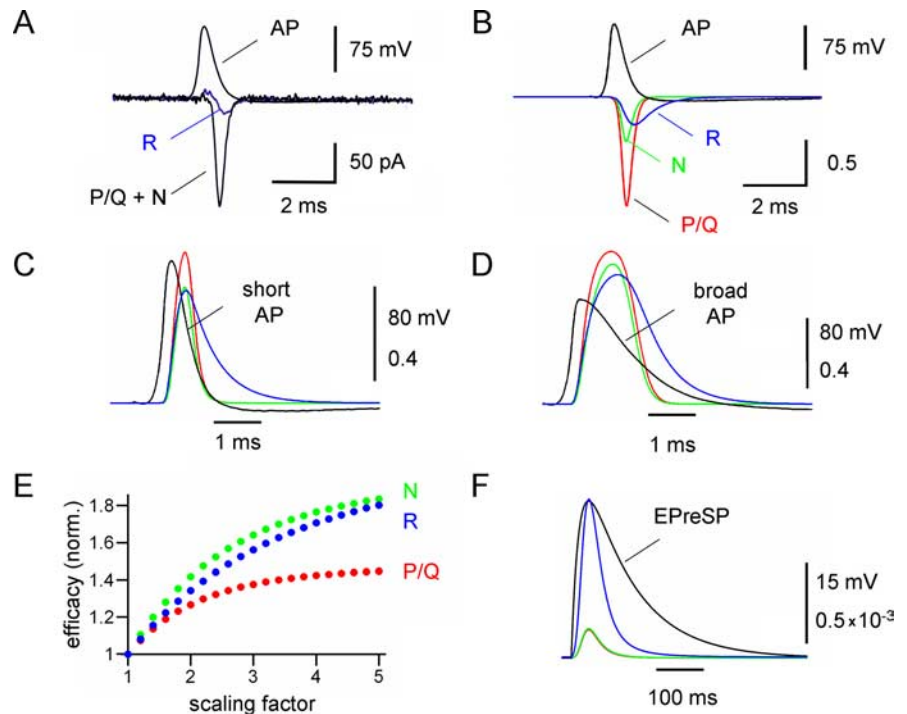 A
AP
75 mV
R
50 pA
P/Q + N
2 ms
B
AP
75 mV
R
N
0.5
P/Q
2 ms
C
short
AP
80 mV
0.4
1 ms
D
broad
AP
80 mV
0.4
1 ms
E
efficacy (norm.)
1.8
1.6
1.4
1.2
1
1 2 3 4 5
scaling factor
N
R
P/Q
F
EPreSP
15 mV
0.5×10⁻³
100 ms